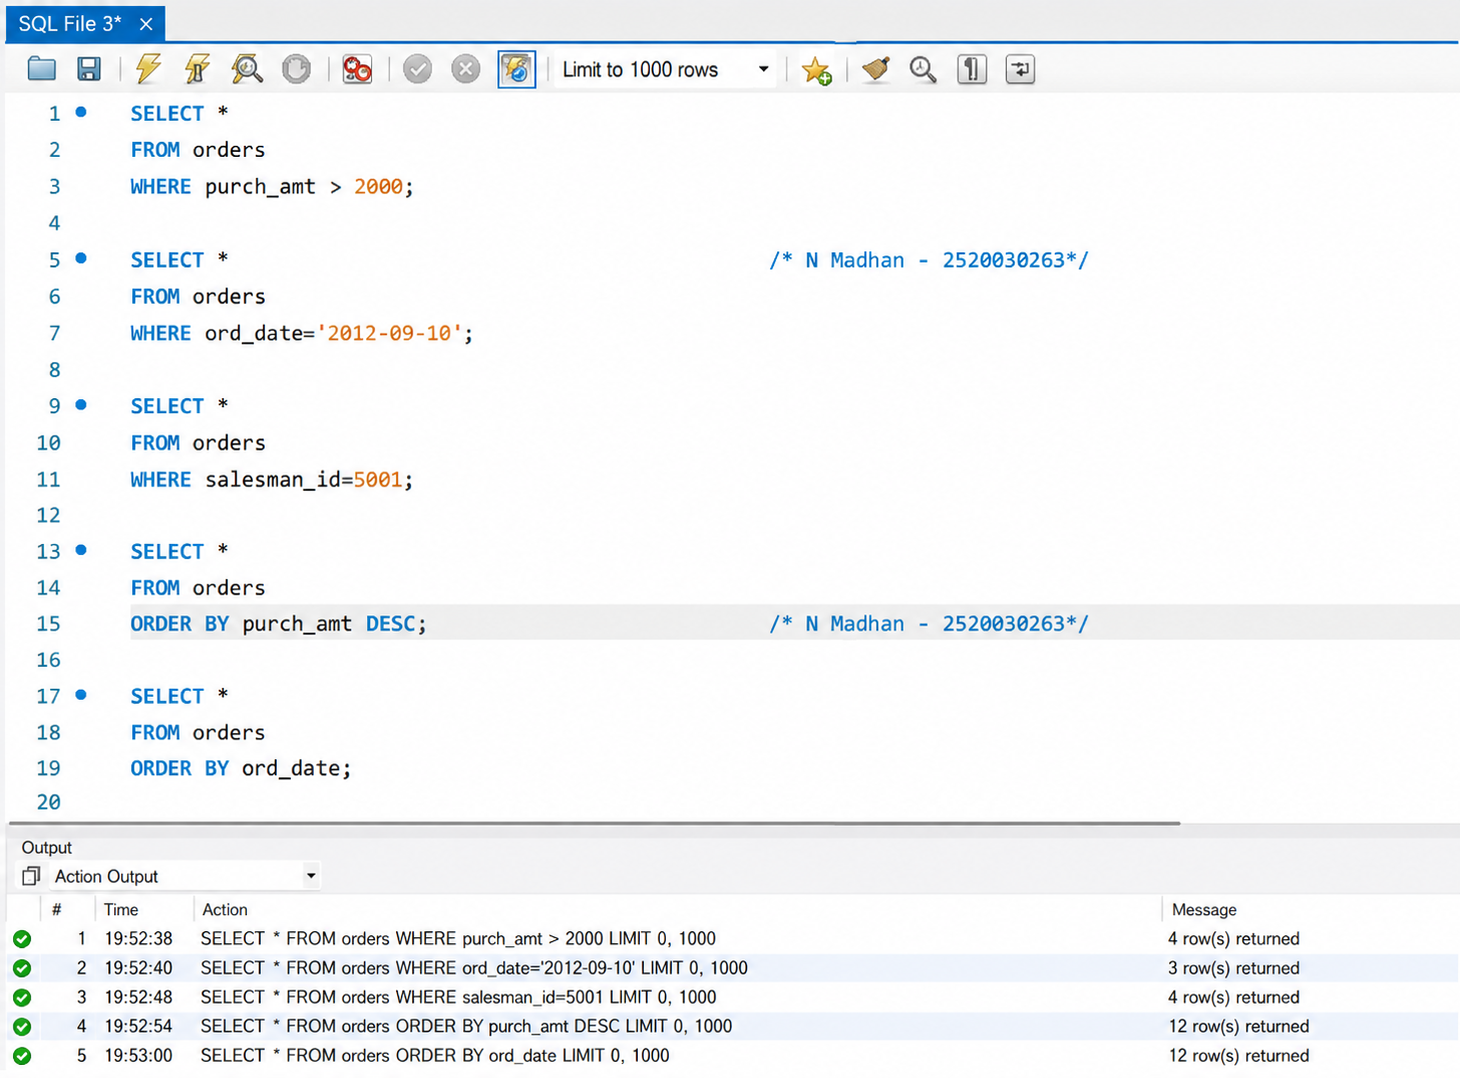 SQL File 3* ×
Limit to 1000 rows
1 SELECT *
2 FROM orders
3 WHERE purch_amt > 2000;
4
5 SELECT * /* N Madhan - 2520030263*/
6 FROM orders
7 WHERE ord_date='2012-09-10';
8
9 SELECT *
10 FROM orders
11 WHERE salesman_id=5001;
12
13 SELECT *
14 FROM orders
15 ORDER BY purch_amt DESC; /* N Madhan - 2520030263*/
16
17 SELECT *
18 FROM orders
19 ORDER BY ord_date;
20
Output
Action Output
# Time Action Message
1 19:52:38 SELECT * FROM orders WHERE purch_amt > 2000 LIMIT 0, 1000 4 row(s) returned
2 19:52:40 SELECT * FROM orders WHERE ord_date='2012-09-10' LIMIT 0, 1000 3 row(s) returned
3 19:52:48 SELECT * FROM orders WHERE salesman_id=5001 LIMIT 0, 1000 4 row(s) returned
4 19:52:54 SELECT * FROM orders ORDER BY purch_amt DESC LIMIT 0, 1000 12 row(s) returned
5 19:53:00 SELECT * FROM orders ORDER BY ord_date LIMIT 0, 1000 12 row(s) returned